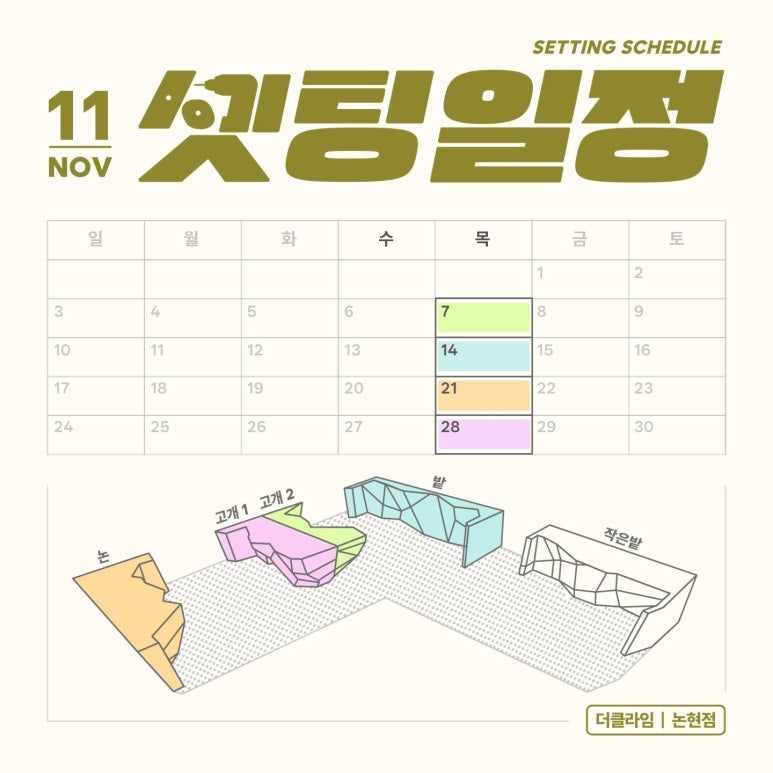 SETTING SCHEDULE
11
NOV
셋팅일정
일 월 화 수 목 금 토
1 2
3 4 5 6 7 8 9
10 11 12 13 14 15 16
17 18 19 20 21 22 23
24 25 26 27 28 29 30
논
고개 1
고개 2
밭
작은밭
더클라임 | 논현점